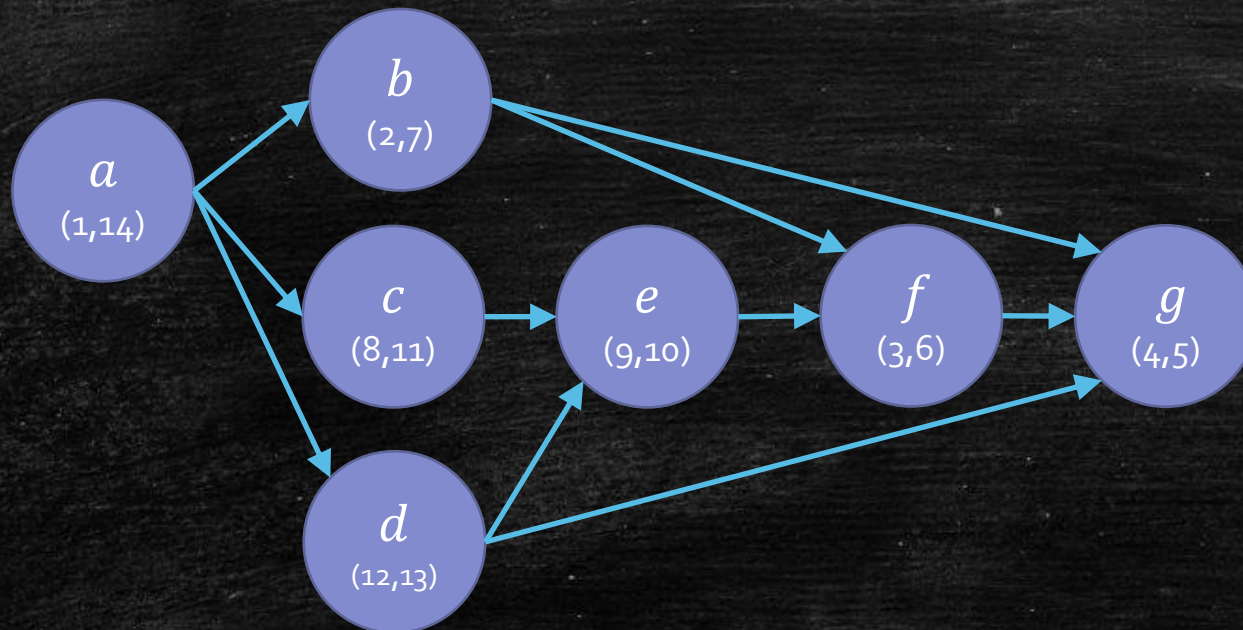 a
(1,14)
b
(2,7)
c
(8,11)
d
(12,13)
e
(9,10)
f
(3,6)
g
(4,5)